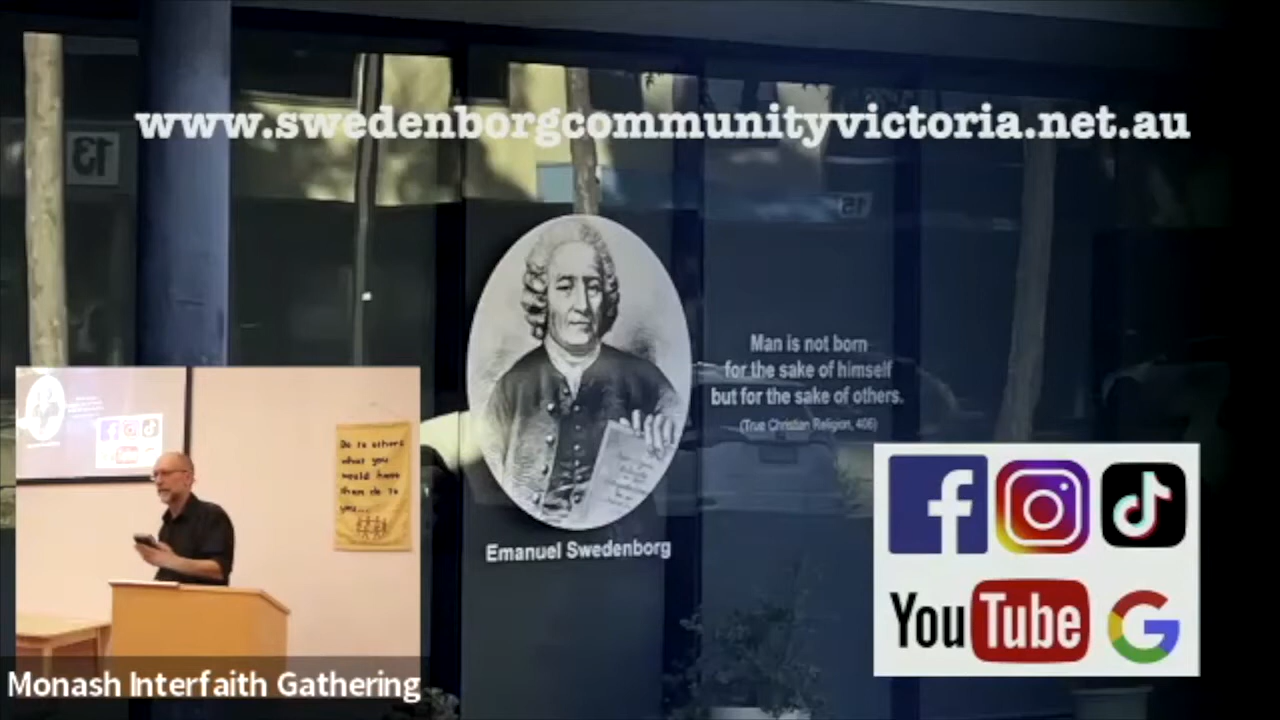 www.swedenborgcommunityvictoria.net.au
13
15
Man is not born
for the sake of himself
but for the sake of others.
(True Christian Religion, 406)
Emanuel Swedenborg
Do to others
what you
would have
them do to
you...
YouTube
Monash Interfaith Gathering